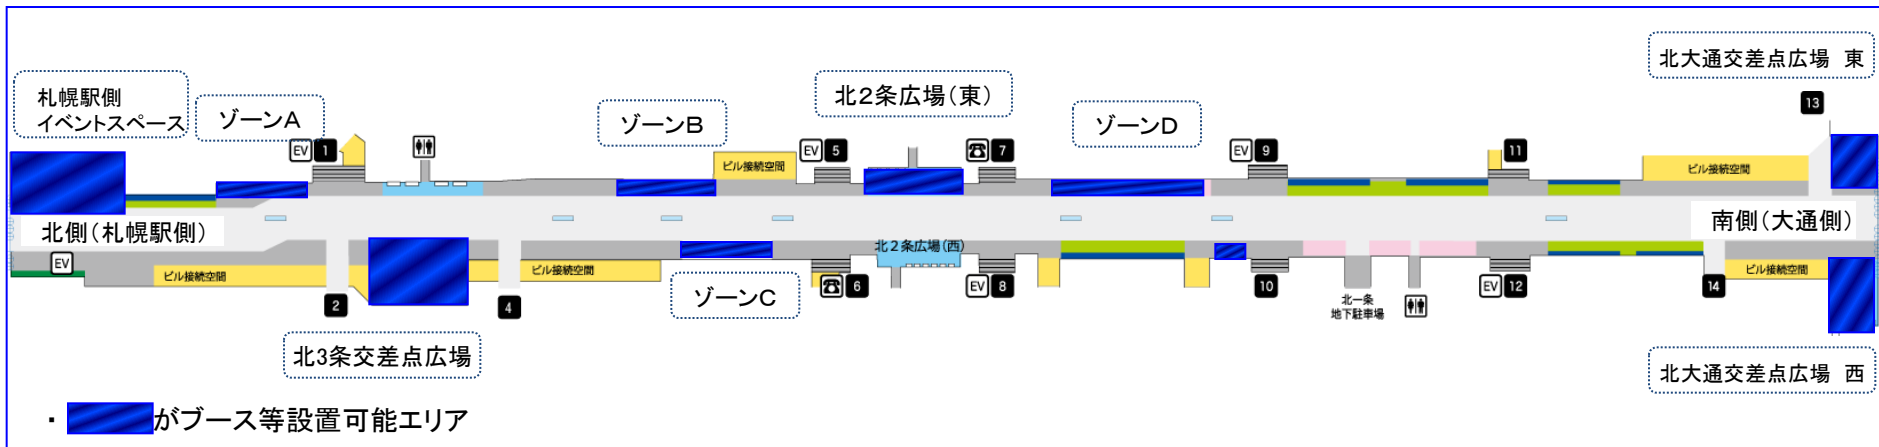 北大通交差点広場 東
札幌駅側
イベントスペース
ゾーンA
ゾーンB
北2条広場(東)
ゾーンD
13
EV 1
EV 5
7
EV 9
11
ビル接続空間
ビル接続空間
北側(札幌駅側)
南側(大通側)
北2条広場(西)
EV
ビル接続空間
ビル接続空間
ビル接続空間
2
4
ゾーンC
6
EV 8
10
北一条
地下駐車場
EV 12
14
北3条交差点広場
北大通交差点広場 西
・ がブース等設置可能エリア